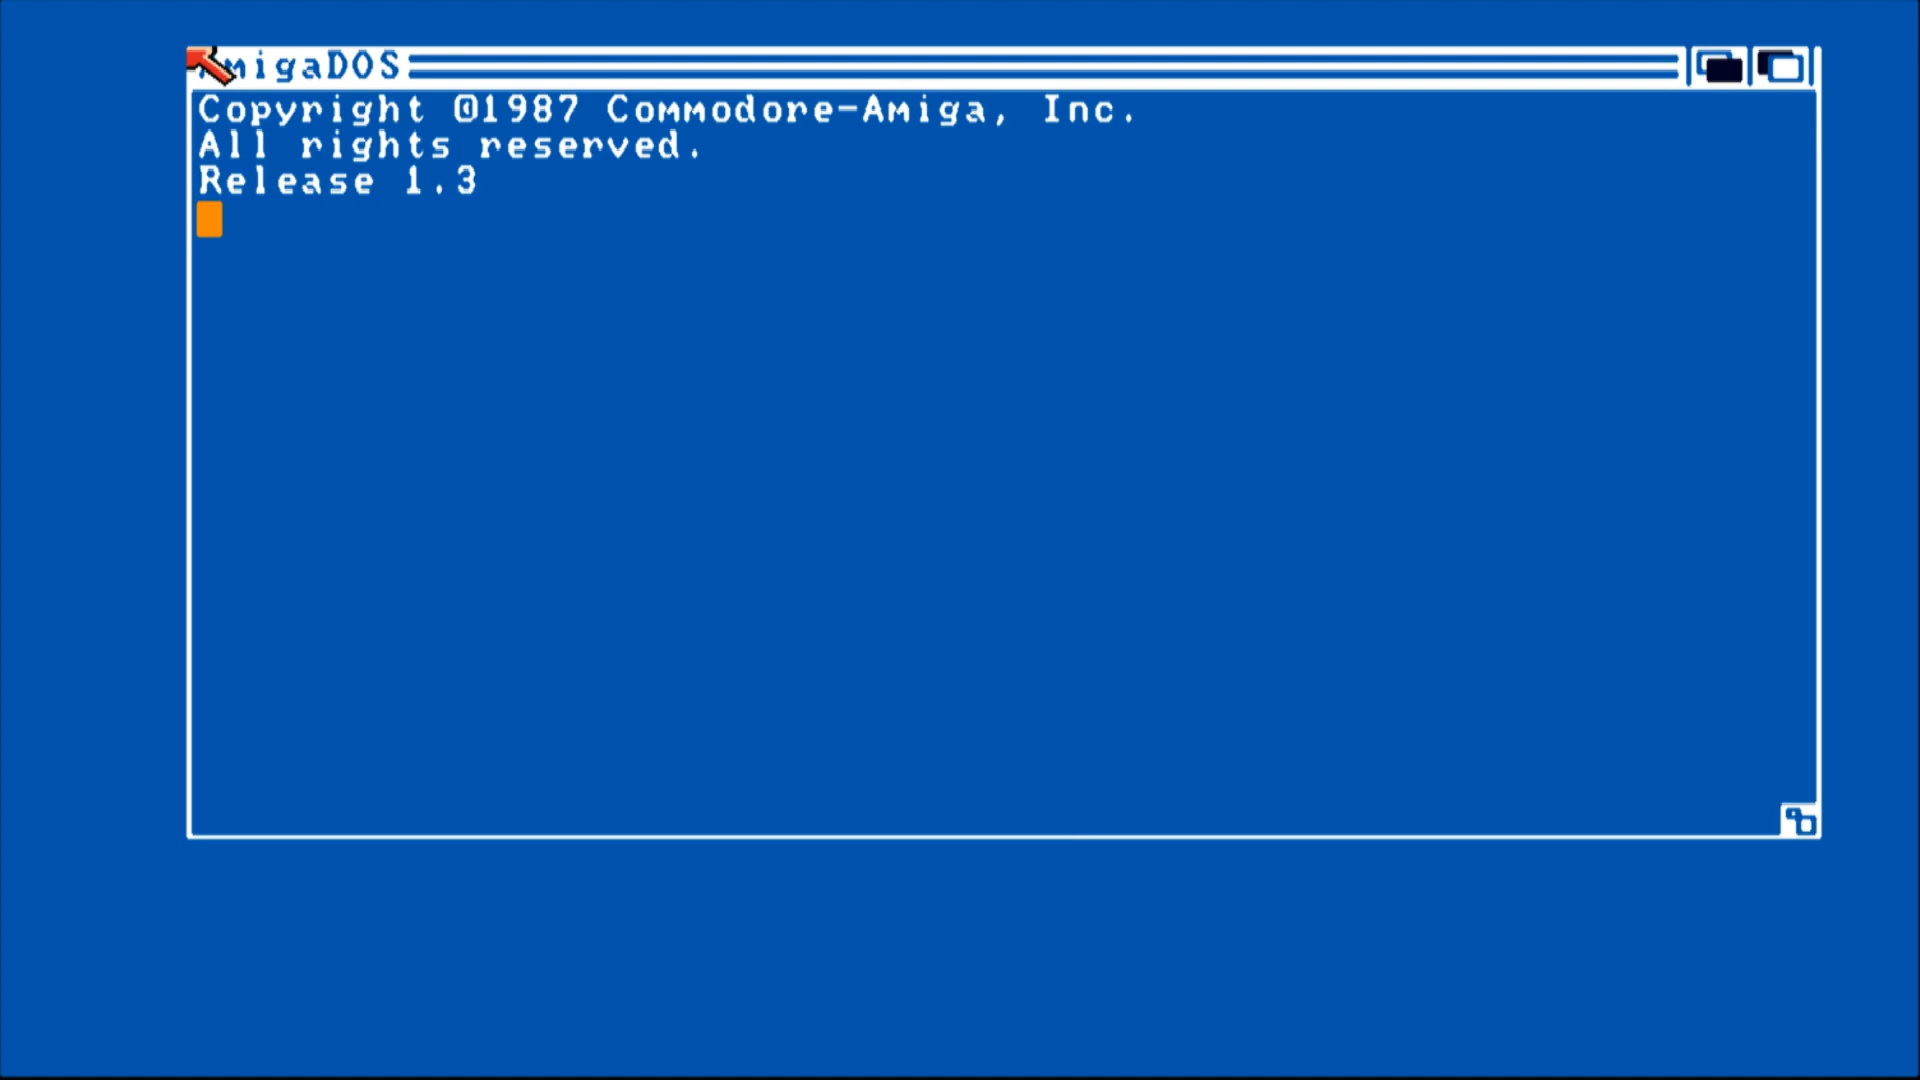 AmigaDOS
Copyright ©1987 Commodore-Amiga, Inc.
All rights reserved.
Release 1.3